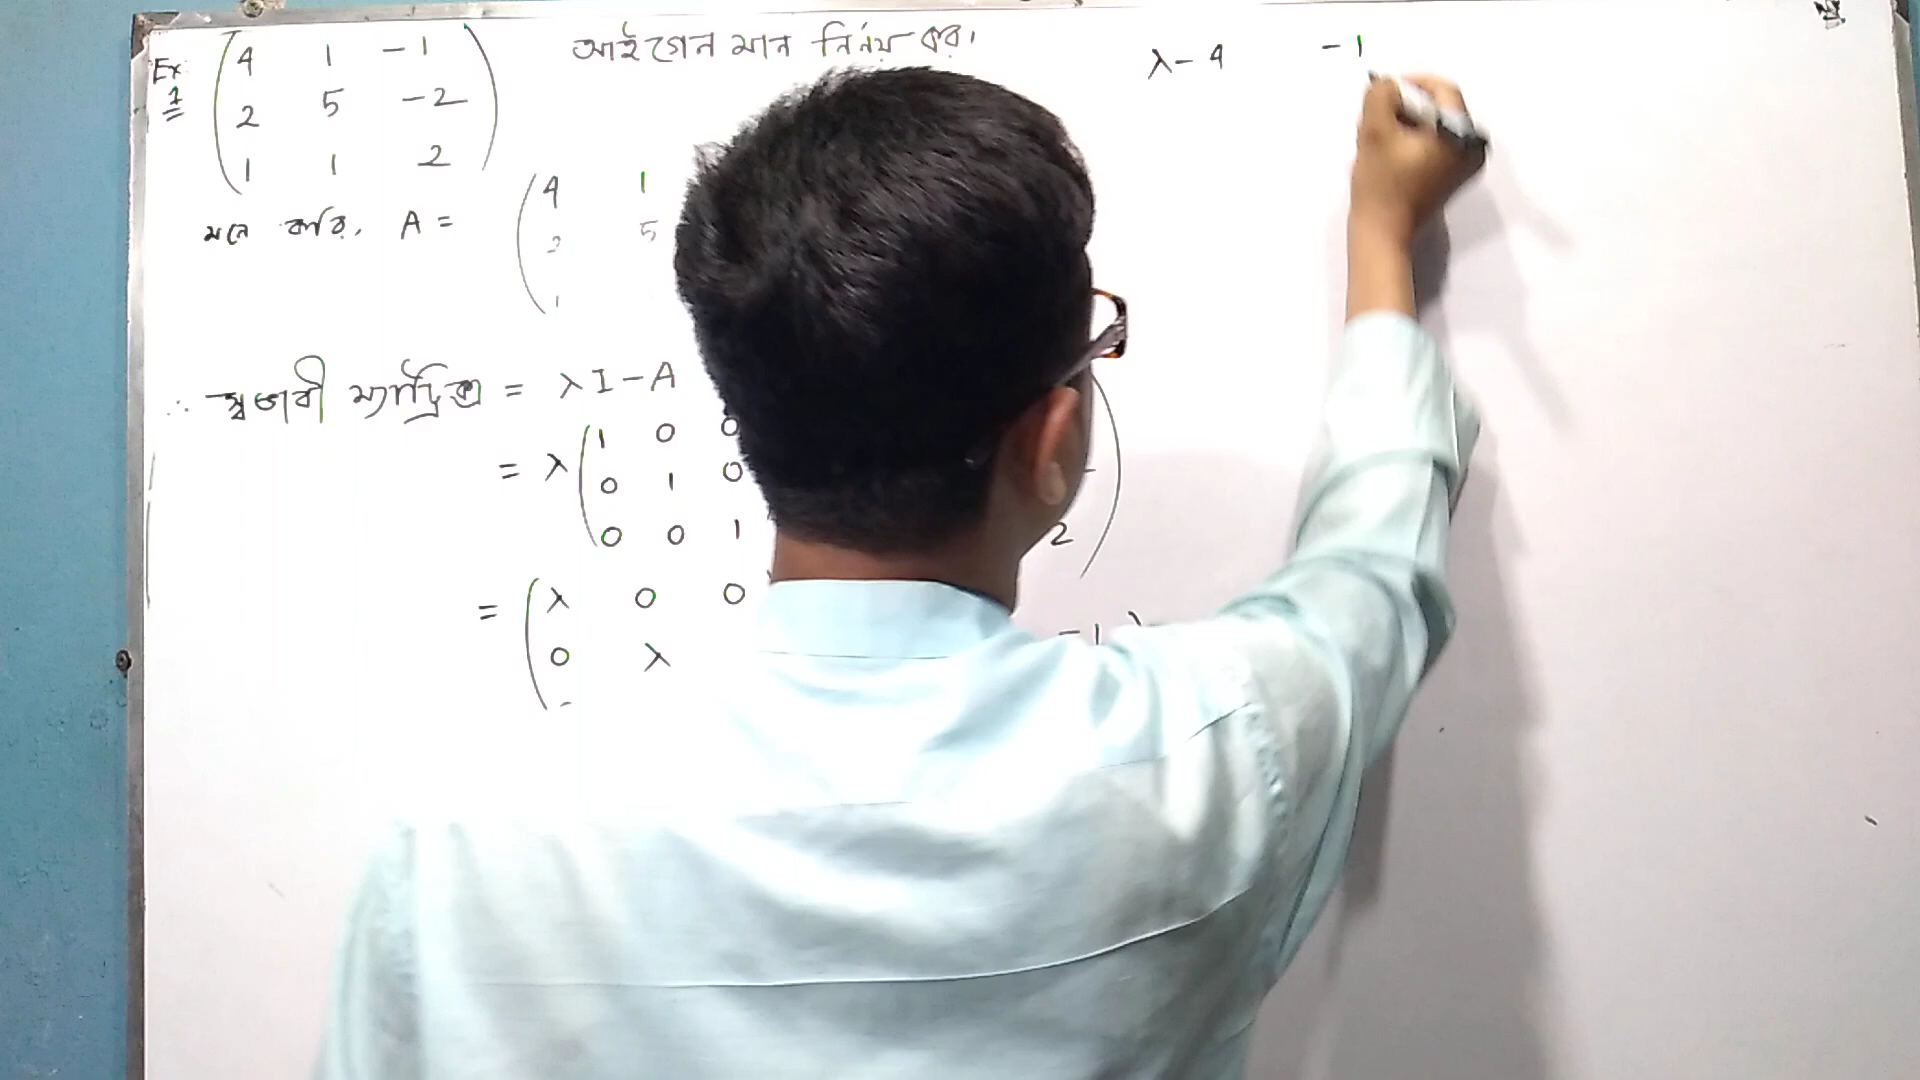 Ex 1 ( 4 1 -1 আইগেন মান নির্নয় কর।
2 5 -2
1 1 2 )
মনে করি, A = ( 4 1
2 5
1
∴ স্বভাবী ম্যাট্রিক্স = λI - A
= λ ( 1 0 0
0 1 0
0 0 1 2 )
= ( λ 0 0 -1
0 λ
λ-4 -1